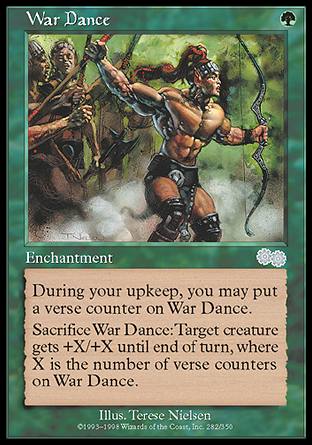 War Dance
Enchantment
During your upkeep, you may put
a verse counter on War Dance.
Sacrifice War Dance: Target creature
gets +X/+X until end of turn, where
X is the number of verse counters
on War Dance.
Illus. Terese Nielsen
©1993–1998 Wizards of the Coast, Inc. 282/350